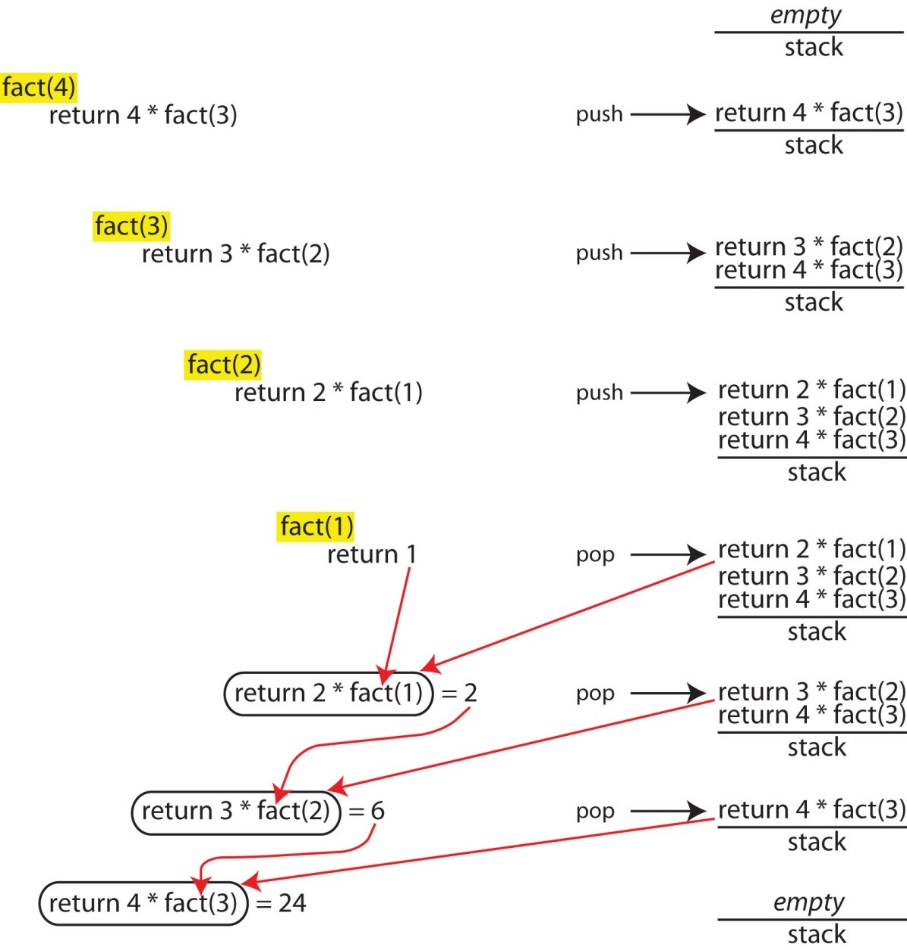 empty
stack
fact(4)
return 4 * fact(3)
push
return 4 * fact(3)
stack
fact(3)
return 3 * fact(2)
push
return 3 * fact(2)
return 4 * fact(3)
stack
fact(2)
return 2 * fact(1)
push
return 2 * fact(1)
return 3 * fact(2)
return 4 * fact(3)
stack
fact(1)
return 1
pop
return 2 * fact(1)
return 3 * fact(2)
return 4 * fact(3)
stack
return 2 * fact(1) = 2
pop
return 3 * fact(2)
return 4 * fact(3)
stack
return 3 * fact(2) = 6
pop
return 4 * fact(3)
stack
return 4 * fact(3) = 24
empty
stack